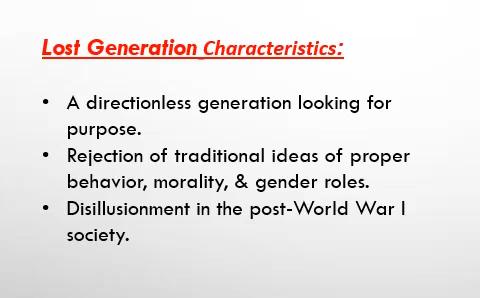 Lost Generation Characteristics:
• A directionless generation looking for
purpose.
• Rejection of traditional ideas of proper
behavior, morality, & gender roles.
• Disillusionment in the post-World War I
society.